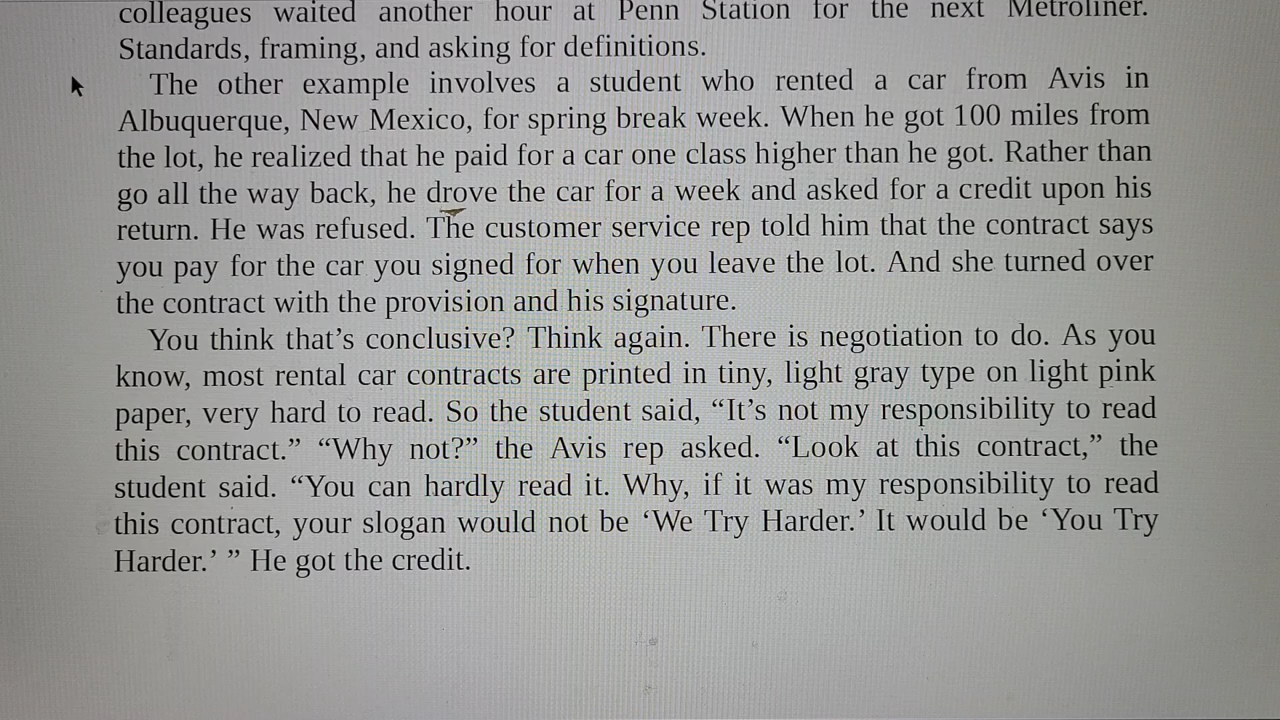 colleagues waited another hour at Penn Station for the next Metroliner.
Standards, framing, and asking for definitions.
The other example involves a student who rented a car from Avis in
Albuquerque, New Mexico, for spring break week. When he got 100 miles from
the lot, he realized that he paid for a car one class higher than he got. Rather than
go all the way back, he drove the car for a week and asked for a credit upon his
return. He was refused. The customer service rep told him that the contract says
you pay for the car you signed for when you leave the lot. And she turned over
the contract with the provision and his signature.
You think that’s conclusive? Think again. There is negotiation to do. As you
know, most rental car contracts are printed in tiny, light gray type on light pink
paper, very hard to read. So the student said, “It’s not my responsibility to read
this contract.” “Why not?” the Avis rep asked. “Look at this contract,” the
student said. “You can hardly read it. Why, if it was my responsibility to read
this contract, your slogan would not be ‘We Try Harder.’ It would be ‘You Try
Harder.’ ” He got the credit.